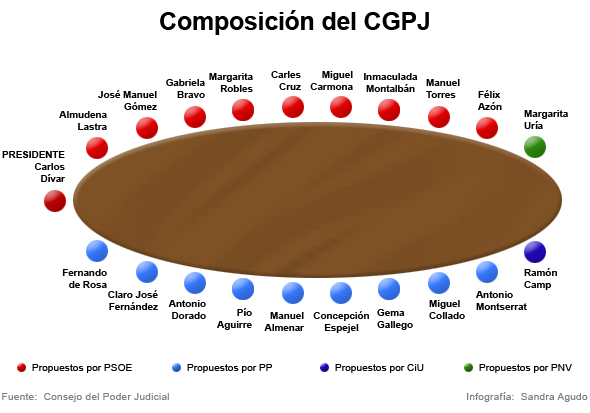 Composición del CGPJ
PRESIDENTE
Carlos
Dívar
Almudena
Lastra
José Manuel
Gómez
Gabriela
Bravo
Margarita
Robles
Carles
Cruz
Miguel
Carmona
Inmaculada
Montalbán
Manuel
Torres
Félix
Azón
Margarita
Uría
Fernando
de Rosa
Claro José
Fernández
Antonio
Dorado
Pío
Aguirre
Manuel
Almenar
Concepción
Espejel
Gema
Gallego
Miguel
Collado
Antonio
Montserrat
Ramón
Camp
Propuestos por PSOE
Propuestos por PP
Propuestos por CiU
Propuestos por PNV
Fuente: Consejo del Poder Judicial
Infografía: Sandra Agudo